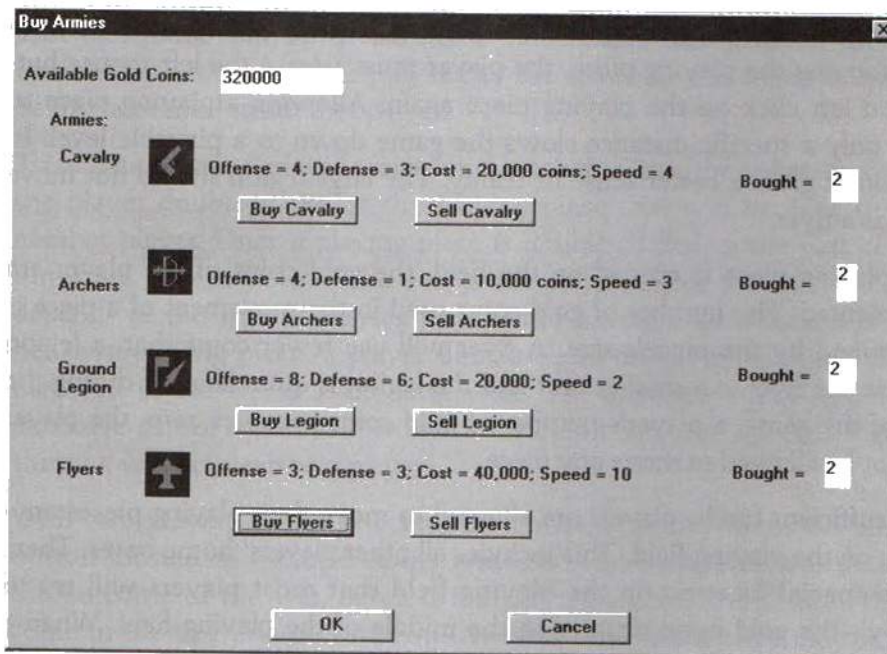 Buy Armies
Available Gold Coins: 320000
Armies:
Cavalry Offense = 4; Defense = 3; Cost = 20,000 coins; Speed = 4 Bought = 2
Buy Cavalry Sell Cavalry
Archers Offense = 4; Defense = 1; Cost = 10,000 coins; Speed = 3 Bought = 2
Buy Archers Sell Archers
Ground Legion Offense = 8; Defense = 6; Cost = 20,000; Speed = 2 Bought = 2
Buy Legion Sell Legion
Flyers Offense = 3; Defense = 3; Cost = 40,000; Speed = 10 Bought = 2
Buy Flyers Sell Flyers
OK Cancel